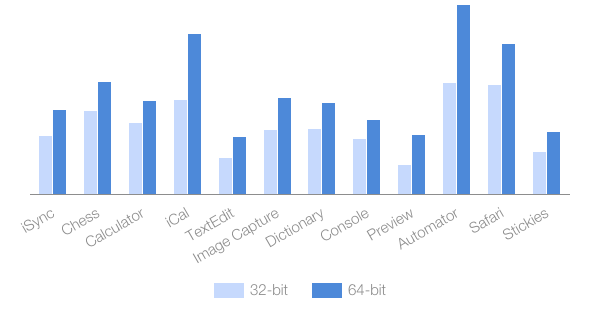 iSync
Chess
Calculator
iCal
TextEdit
Image Capture
Dictionary
Console
Preview
Automator
Safari
Stickies
32-bit
64-bit